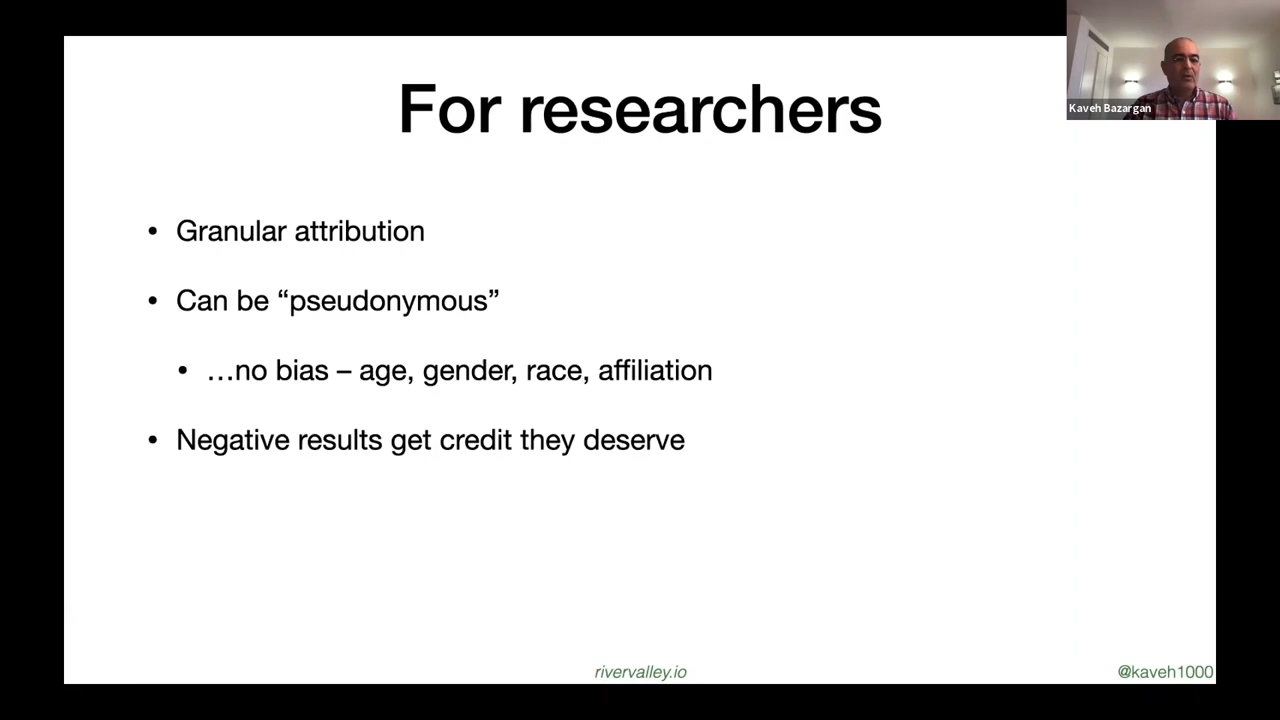 For researchers
Kaveh Bazargan
• Granular attribution
• Can be “pseudonymous”
• …no bias – age, gender, race, affiliation
• Negative results get credit they deserve
rivervalley.io
@kaveh1000